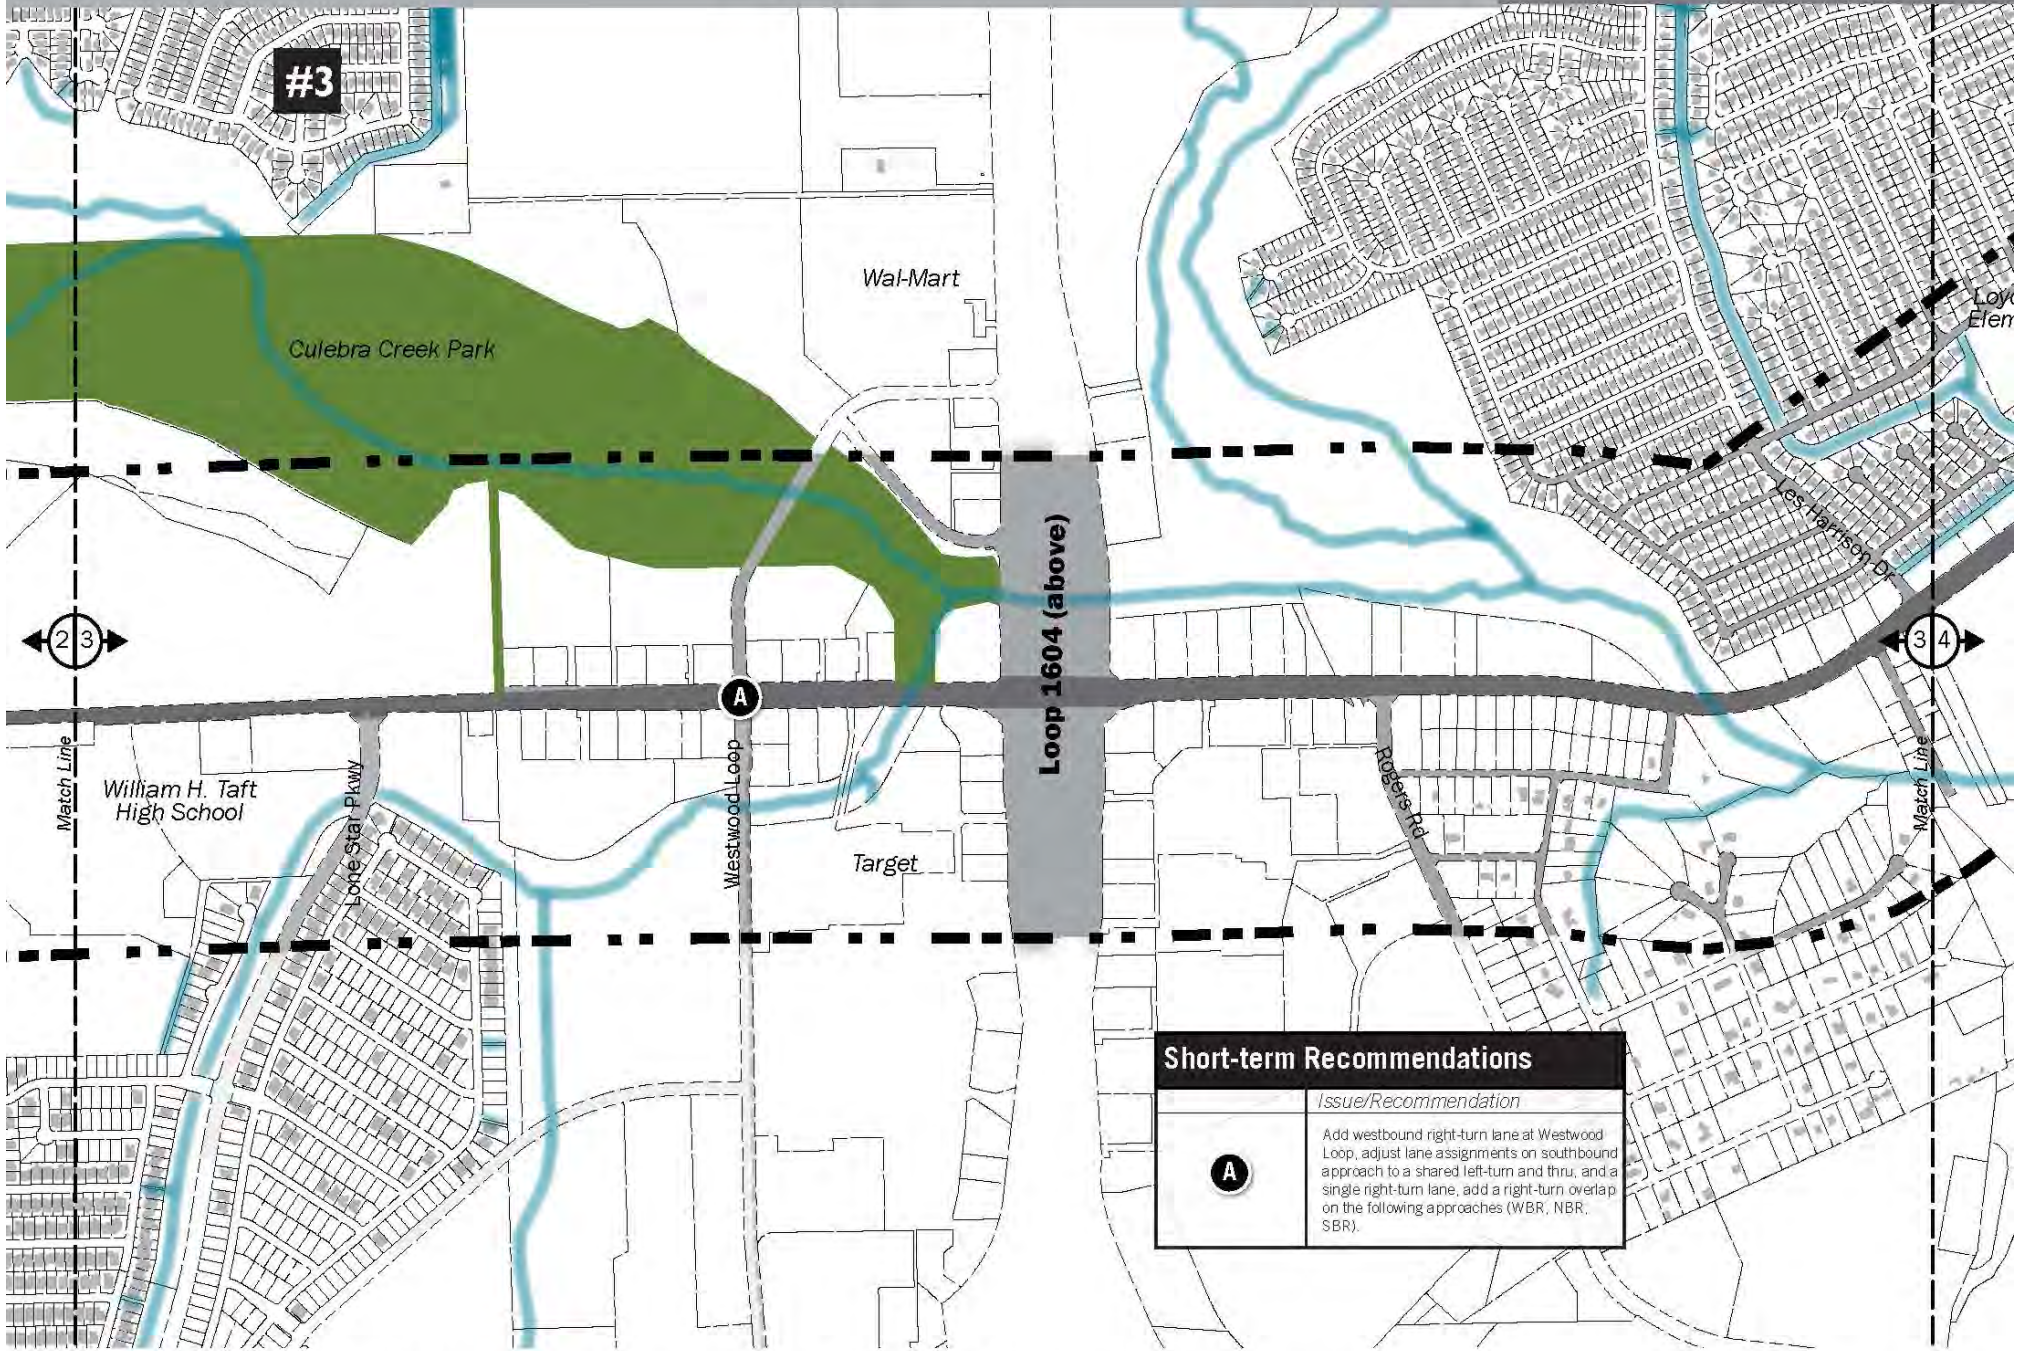 #3
Wal-Mart
Loyo
Elem
Culebra Creek Park
Les Harrison Dr
Loop 1604 (above)
2 3
3 4
A
Match Line
William H. Taft
High School
Lone Star Pkwy
Westwood Loop
Target
Rogers Rd
Match Line
Short-term Recommendations
Issue/Recommendation
A
Add westbound right-turn lane at Westwood
Loop, adjust lane assignments on southbound
approach to a shared left-turn and thru, and a
single right-turn lane, add a right-turn overlap
on the following approaches (WBR, NBR,
SBR).